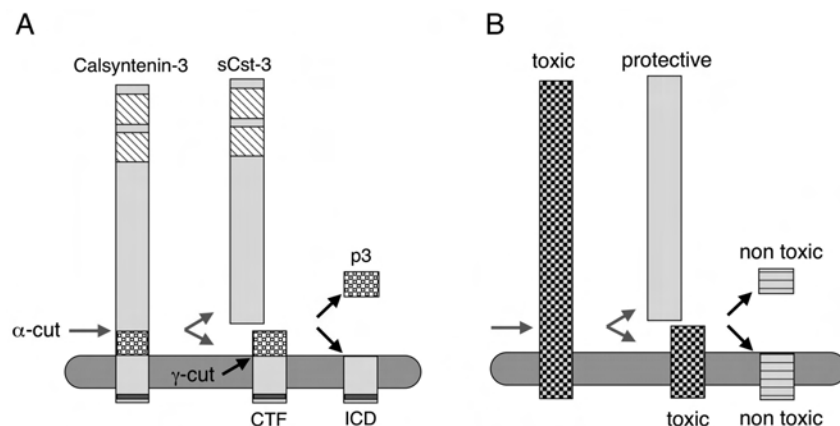 A
Calsyntenin-3
sCst-3
p3
α-cut
γ-cut
CTF
ICD
B
toxic
protective
non toxic
toxic
non toxic